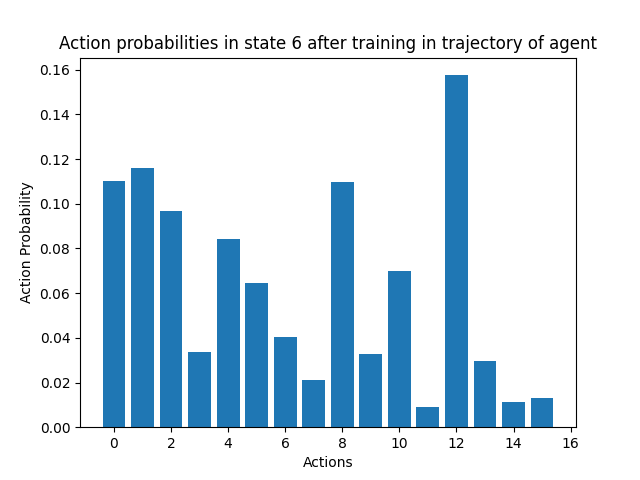 Action probabilities in state 6 after training in trajectory of agent
0.16
0.14
0.12
0.10
0.08
0.06
0.04
0.02
0.00
Action Probability
0 2 4 6 8 10 12 14 16
Actions